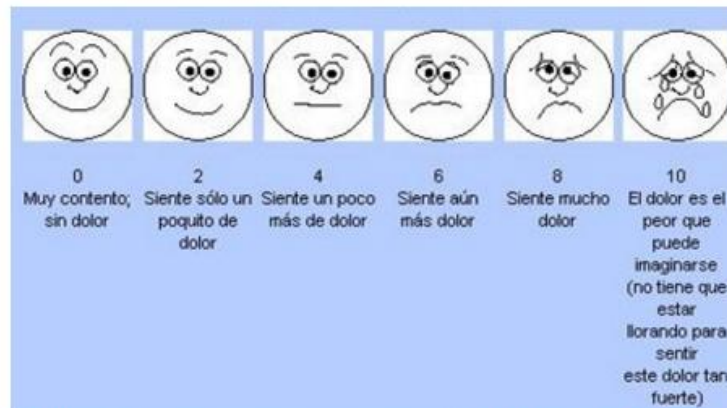 0
Muy contento;
sin dolor
2
Siente sólo un
poquito de
dolor
4
Siente un poco
más de dolor
6
Siente aún
más dolor
8
Siente mucho
dolor
10
El dolor es el
peor que
puede
imaginarse
(no tiene que
estar
llorando para
sentir
este dolor tan
fuerte)